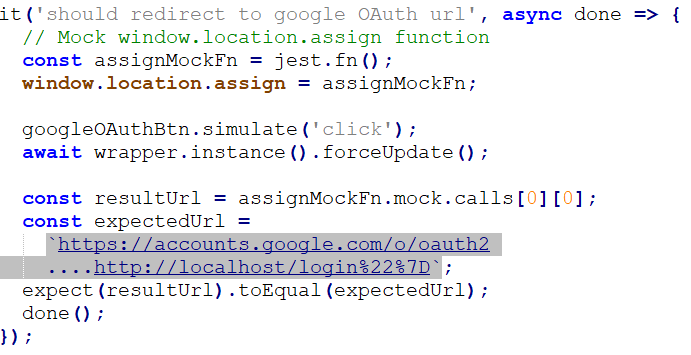 it('should redirect to google OAuth url', async done => {
// Mock window.location.assign function
const assignMockFn = jest.fn();
window.location.assign = assignMockFn;
googleOAuthBtn.simulate('click');
await wrapper.instance().forceUpdate();
const resultUrl = assignMockFn.mock.calls[0][0];
const expectedUrl =
`https://accounts.google.com/o/oauth2
....http://localhost/login%22%7D`;
expect(resultUrl).toEqual(expectedUrl);
done();
});